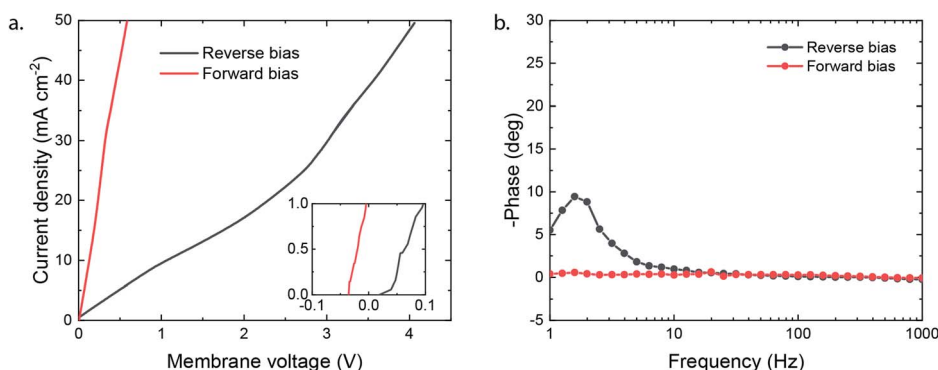 a.
Current density (mA cm⁻²)
50
40
30
20
10
0
Reverse bias
Forward bias
1.0
0.5
0.0
-0.1 0.0 0.1
0 1 2 3 4
Membrane voltage (V)
b.
-Phase (deg)
30
25
20
15
10
5
0
-5
Reverse bias
Forward bias
1 10 100 1000
Frequency (Hz)